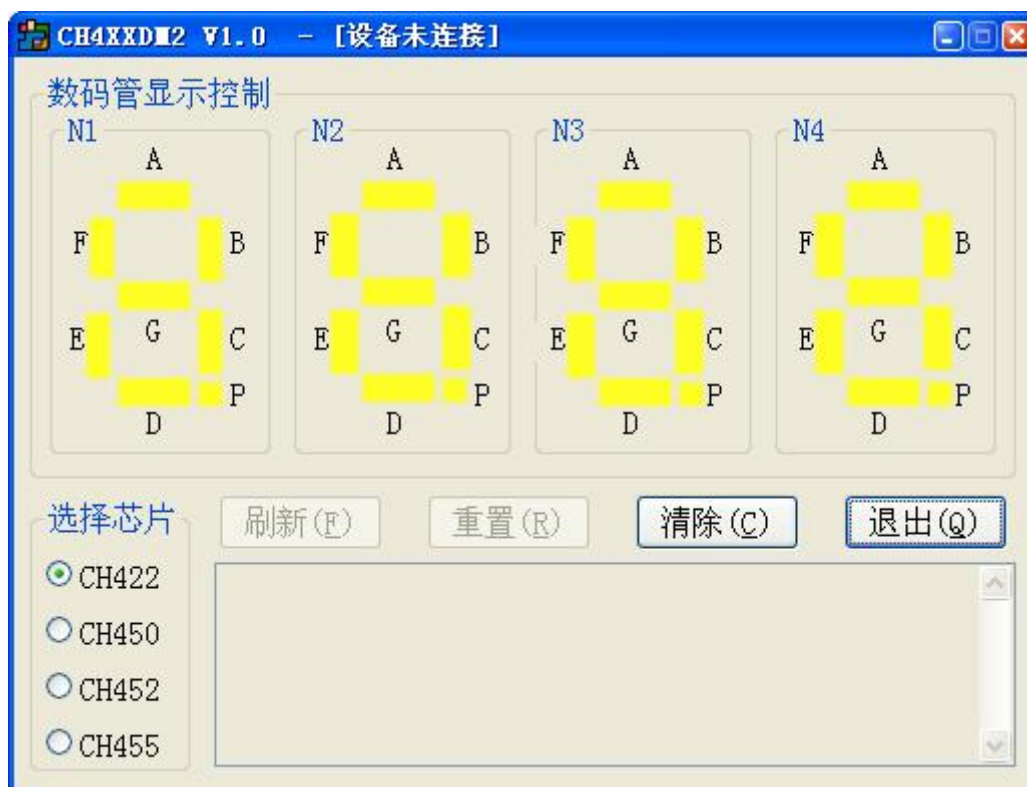 CH4XXDM2 V1.0 - [设备未连接]
数码管显示控制
N1 N2 N3 N4
A A A A
F B F B F B F B
E G C E G C E G C E G C
P P P P
D D D D
选择芯片 刷新(F) 重置(R) 清除(C) 退出(Q)
CH422
CH450
CH452
CH455